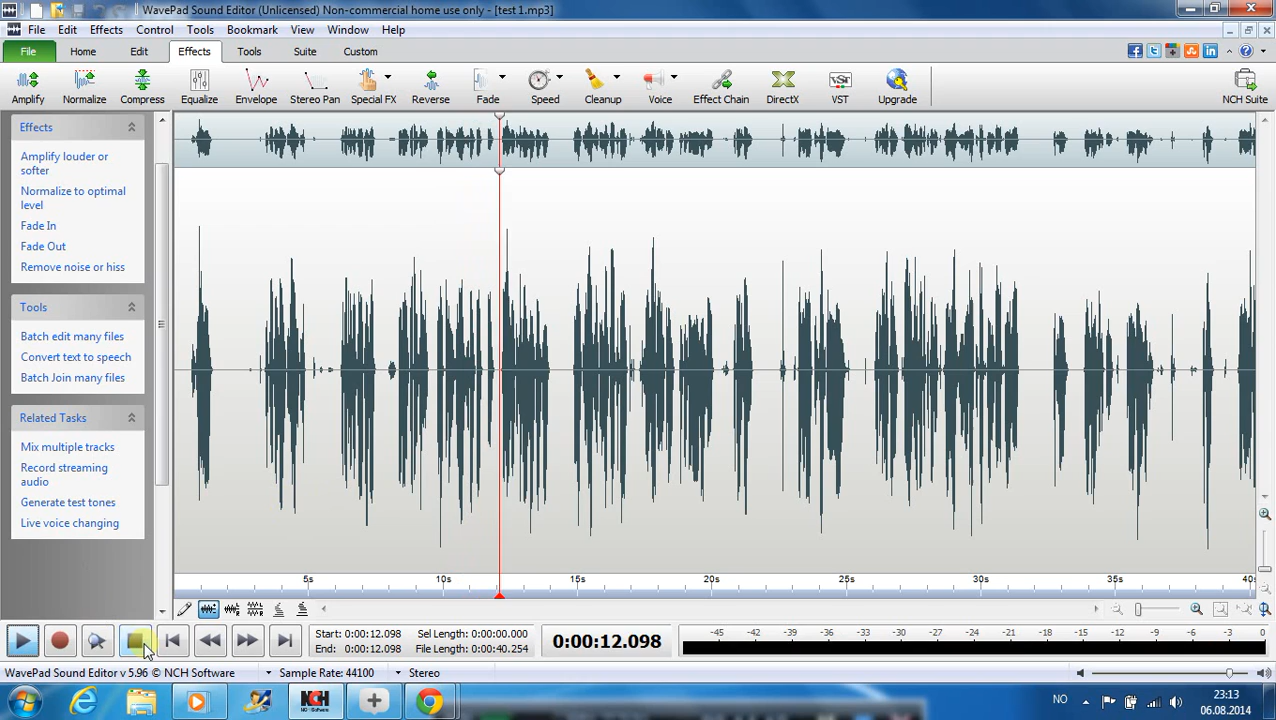 WavePad Sound Editor (Unlicensed) Non-commercial home use only - [test 1.mp3]
File Edit Effects Control Tools Bookmark View Window Help
File Home Edit Effects Tools Suite Custom
Amplify Normalize Compress Equalize Envelope Stereo Pan Special FX Reverse Fade Speed Cleanup Voice Effect Chain DirectX VST Upgrade NCH Suite
Effects
Amplify louder or
softer
Normalize to optimal
level
Fade In
Fade Out
Remove noise or hiss
Tools
Batch edit many files
Convert text to speech
Batch Join many files
Related Tasks
Mix multiple tracks
Record streaming
audio
Generate test tones
Live voice changing
5s 10s 15s 20s 25s 30s 35s 40s
Start: 0:00:12.098 Sel Length: 0:00:00.000
End: 0:00:12.098 File Length: 0:00:40.254
0:00:12.098
-45 -42 -39 -36 -33 -30 -27 -24 -21 -18 -15 -12 -9 -6 -3 0
WavePad Sound Editor v 5.96 © NCH Software Sample Rate: 44100 Stereo
NCH
NO
23:13
06.08.2014